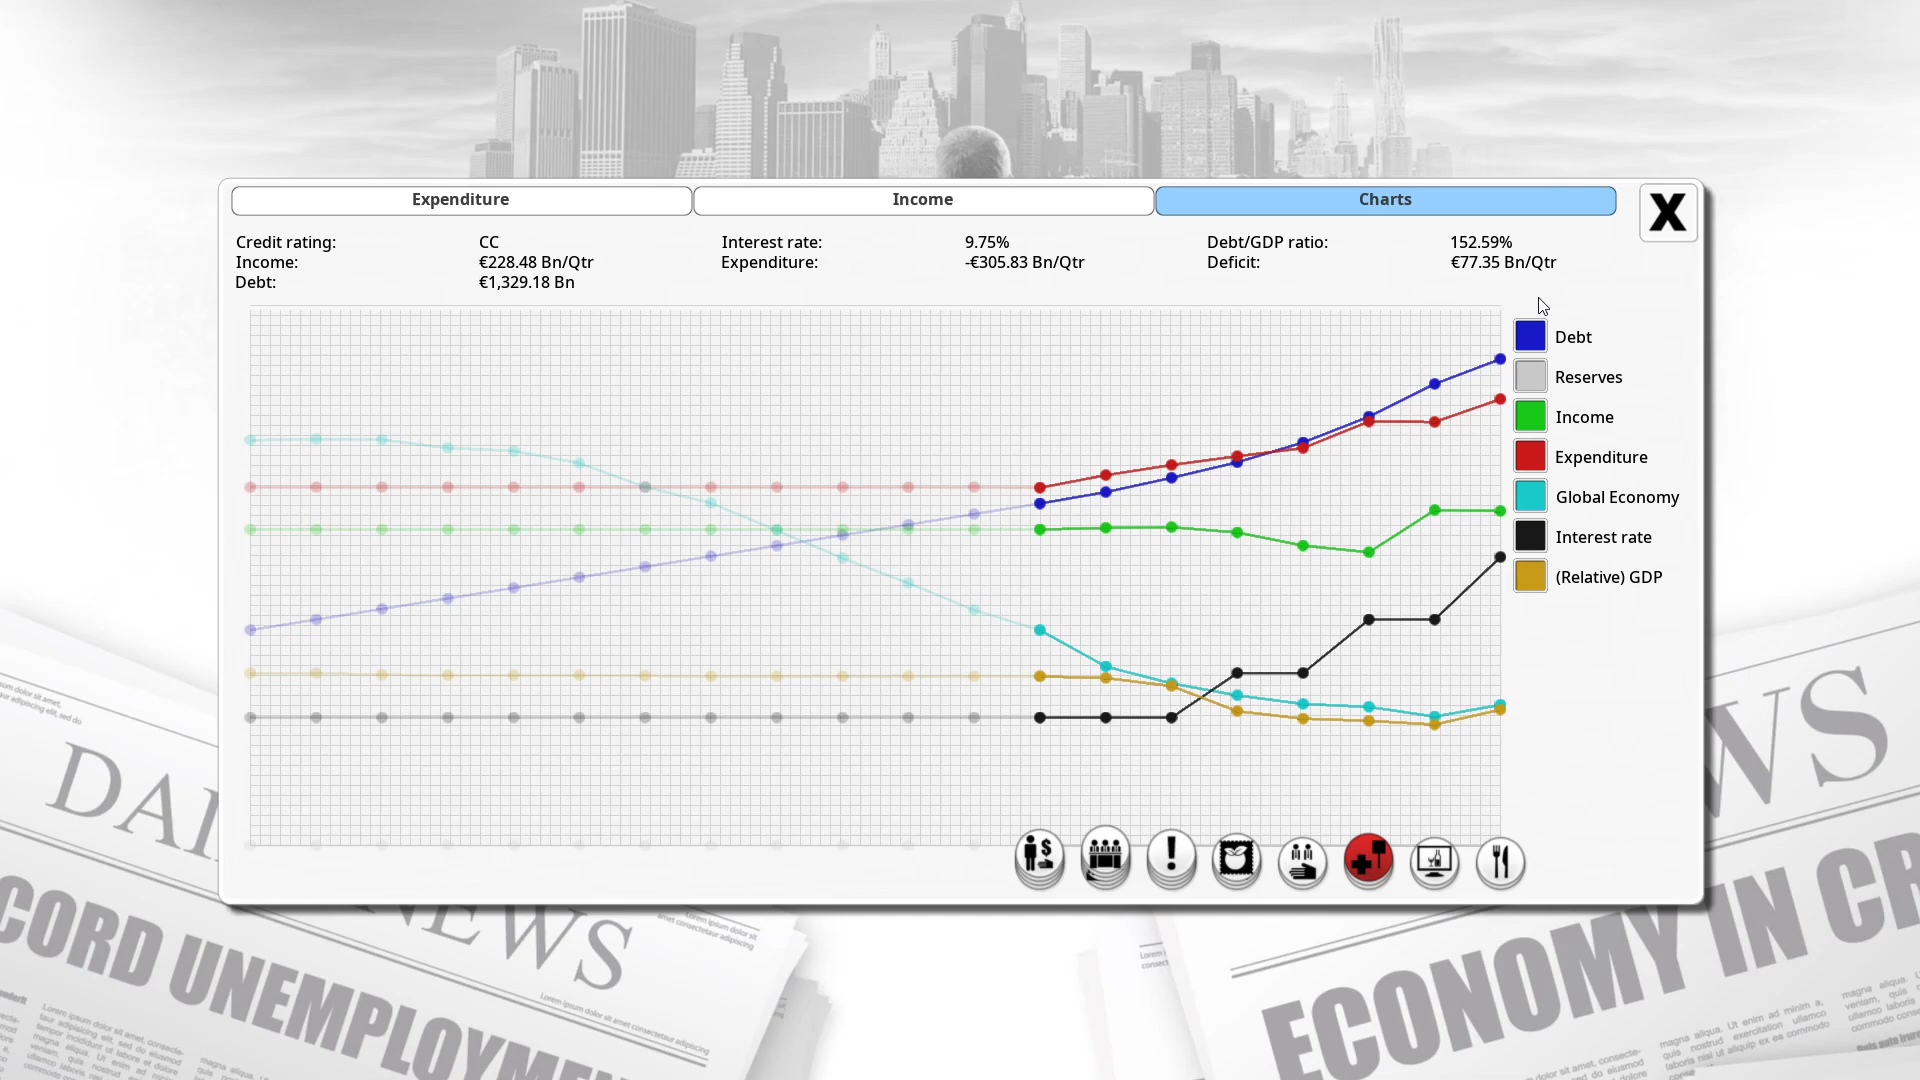 Expenditure Income Charts X
Credit rating: CC Interest rate: 9.75% Debt/GDP ratio: 152.59%
Income: €228.48 Bn/Qtr Expenditure: -€305.83 Bn/Qtr Deficit: €77.35 Bn/Qtr
Debt: €1,329.18 Bn
Debt
Reserves
Income
Expenditure
Global Economy
Interest rate
(Relative) GDP
$
!
DAI
NEWS
WS
CORD UNEMPLOYME
ECONOMY IN CR